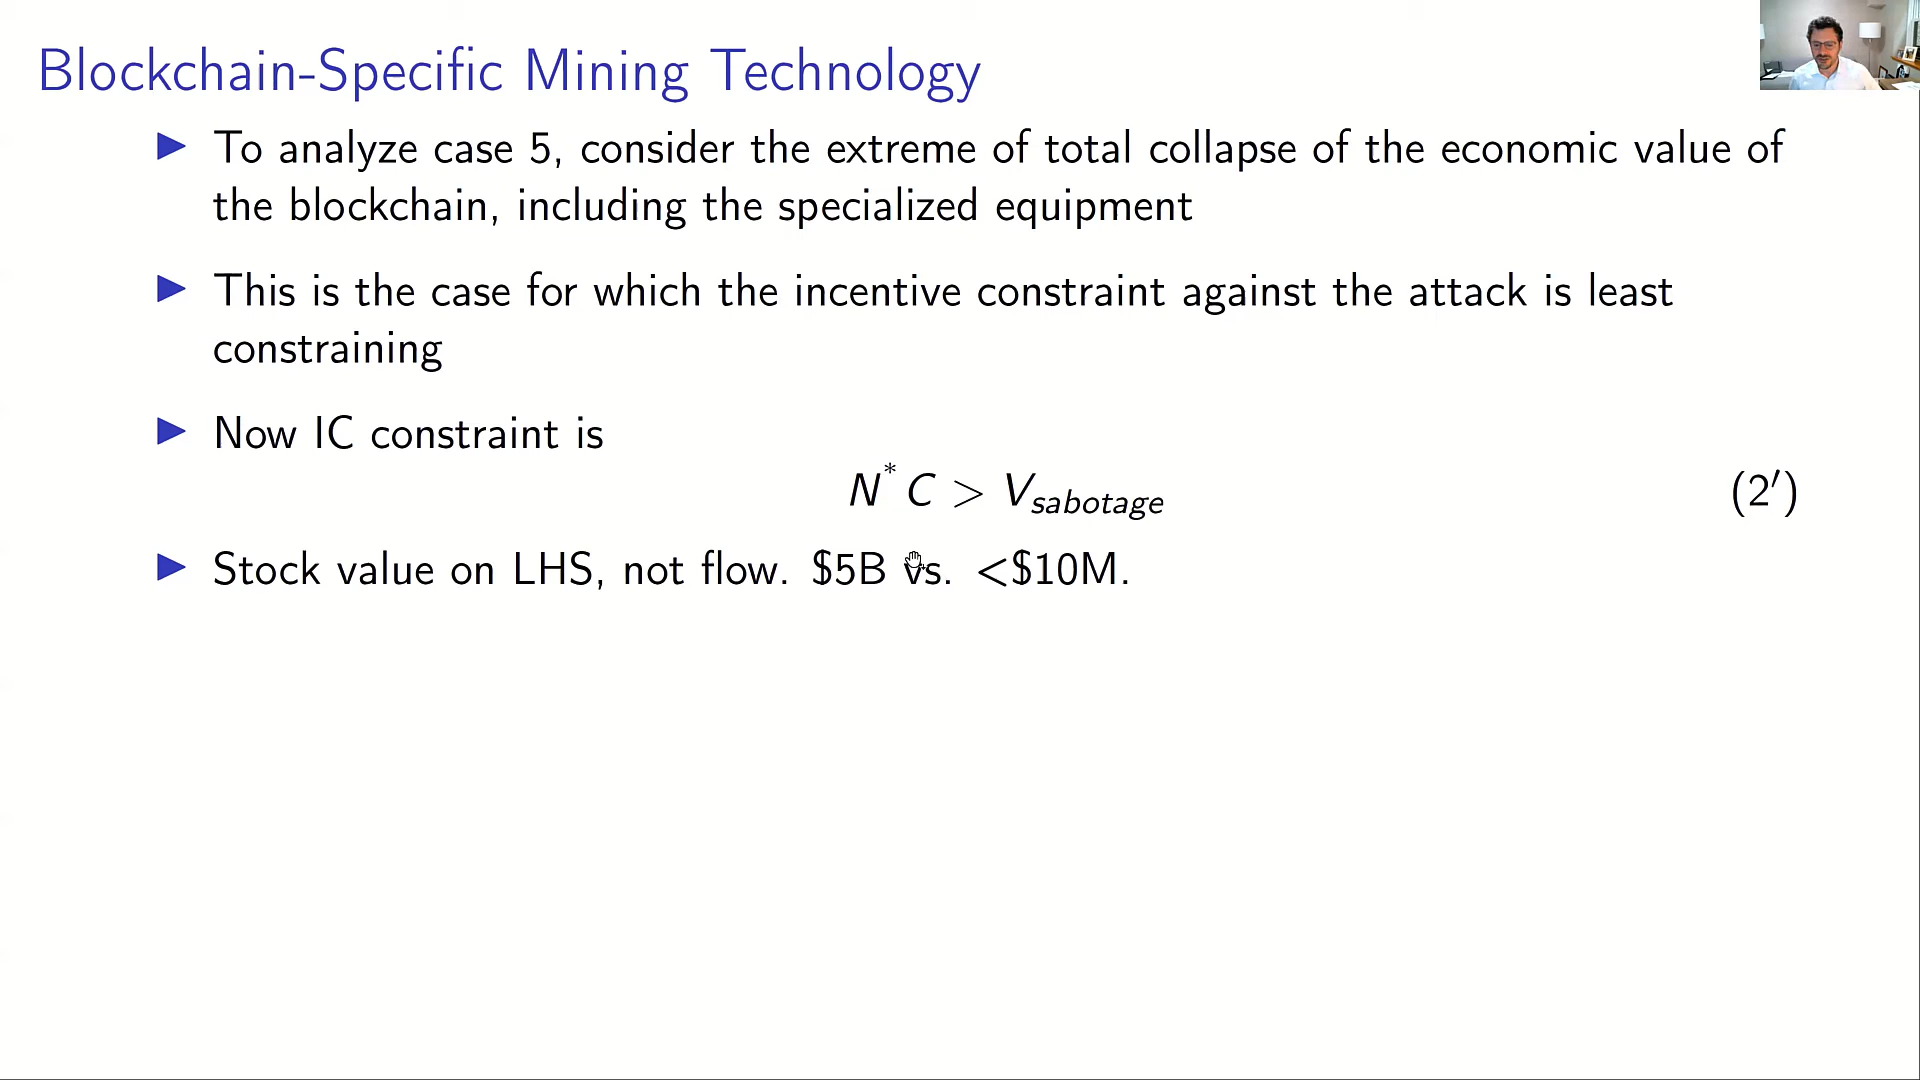 Blockchain-Specific Mining Technology
▶ To analyze case 5, consider the extreme of total collapse of the economic value of
the blockchain, including the specialized equipment
▶ This is the case for which the incentive constraint against the attack is least
constraining
▶ Now IC constraint is
N* C > V_sabotage (2′)
▶ Stock value on LHS, not flow. $5B vs. <$10M.